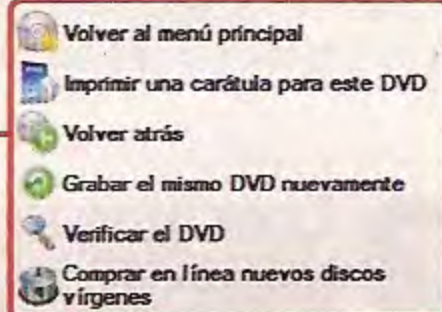 Volver al menú principal
Imprimir una carátula para este DVD
Volver atrás
Grabar el mismo DVD nuevamente
Verificar el DVD
Comprar en línea nuevos discos
vírgenes